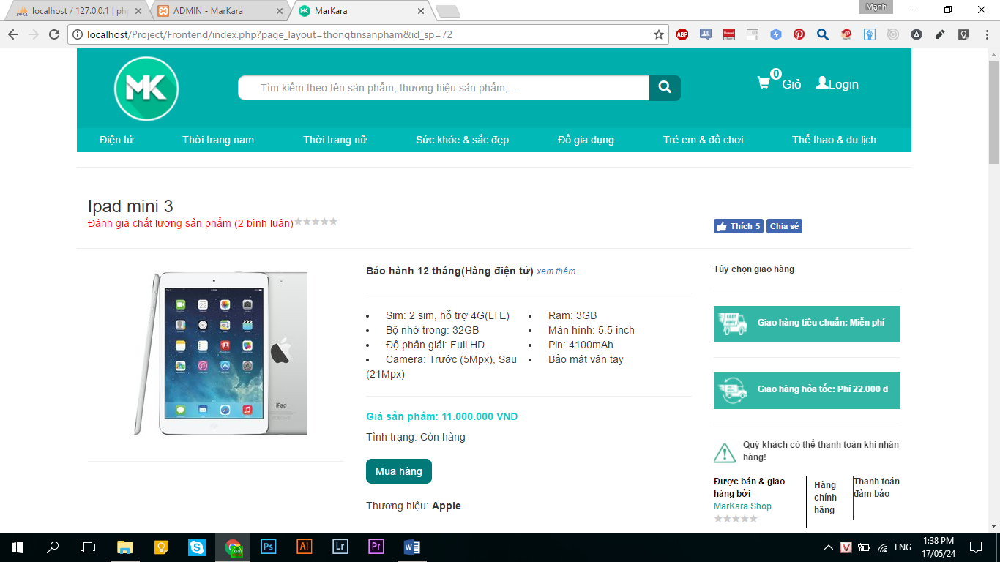 localhost / 127.0.0.1 | ph
ADMIN - MarKara
MarKara
Mạnh
localhost/Project/Frontend/index.php?page_layout=thongtinsanpham&id_sp=72
MK
Tìm kiếm theo tên sản phẩm, thương hiệu sản phẩm, ...
0
Giỏ
Login
Điện tử
Thời trang nam
Thời trang nữ
Sức khỏe & sắc đẹp
Đồ gia dụng
Trẻ em & đồ chơi
Thể thao & du lịch
Ipad mini 3
Đánh giá chất lượng sản phẩm (2 bình luận)
Thích 5
Chia sẻ
Bảo hành 12 tháng(Hàng điện tử) xem thêm
• Sim: 2 sim, hỗ trợ 4G(LTE)
• Bộ nhớ trong: 32GB
• Độ phân giải: Full HD
• Camera: Trước (5Mpx), Sau
(21Mpx)
• Ram: 3GB
• Màn hình: 5.5 inch
• Pin: 4100mAh
• Bảo mật vân tay
iPad
Giá sản phẩm: 11.000.000 VND
Tình trạng: Còn hàng
Mua hàng
Thương hiệu: Apple
Tùy chọn giao hàng
Giao hàng tiêu chuẩn: Miễn phí
Giao hàng hỏa tốc: Phí 22.000 đ
Quý khách có thể thanh toán khi nhận
hàng!
Được bán & giao
hàng bởi
MarKara Shop
Hàng
chính
hãng
Thanh toán
đảm bảo
ENG
1:38 PM
17/05/24